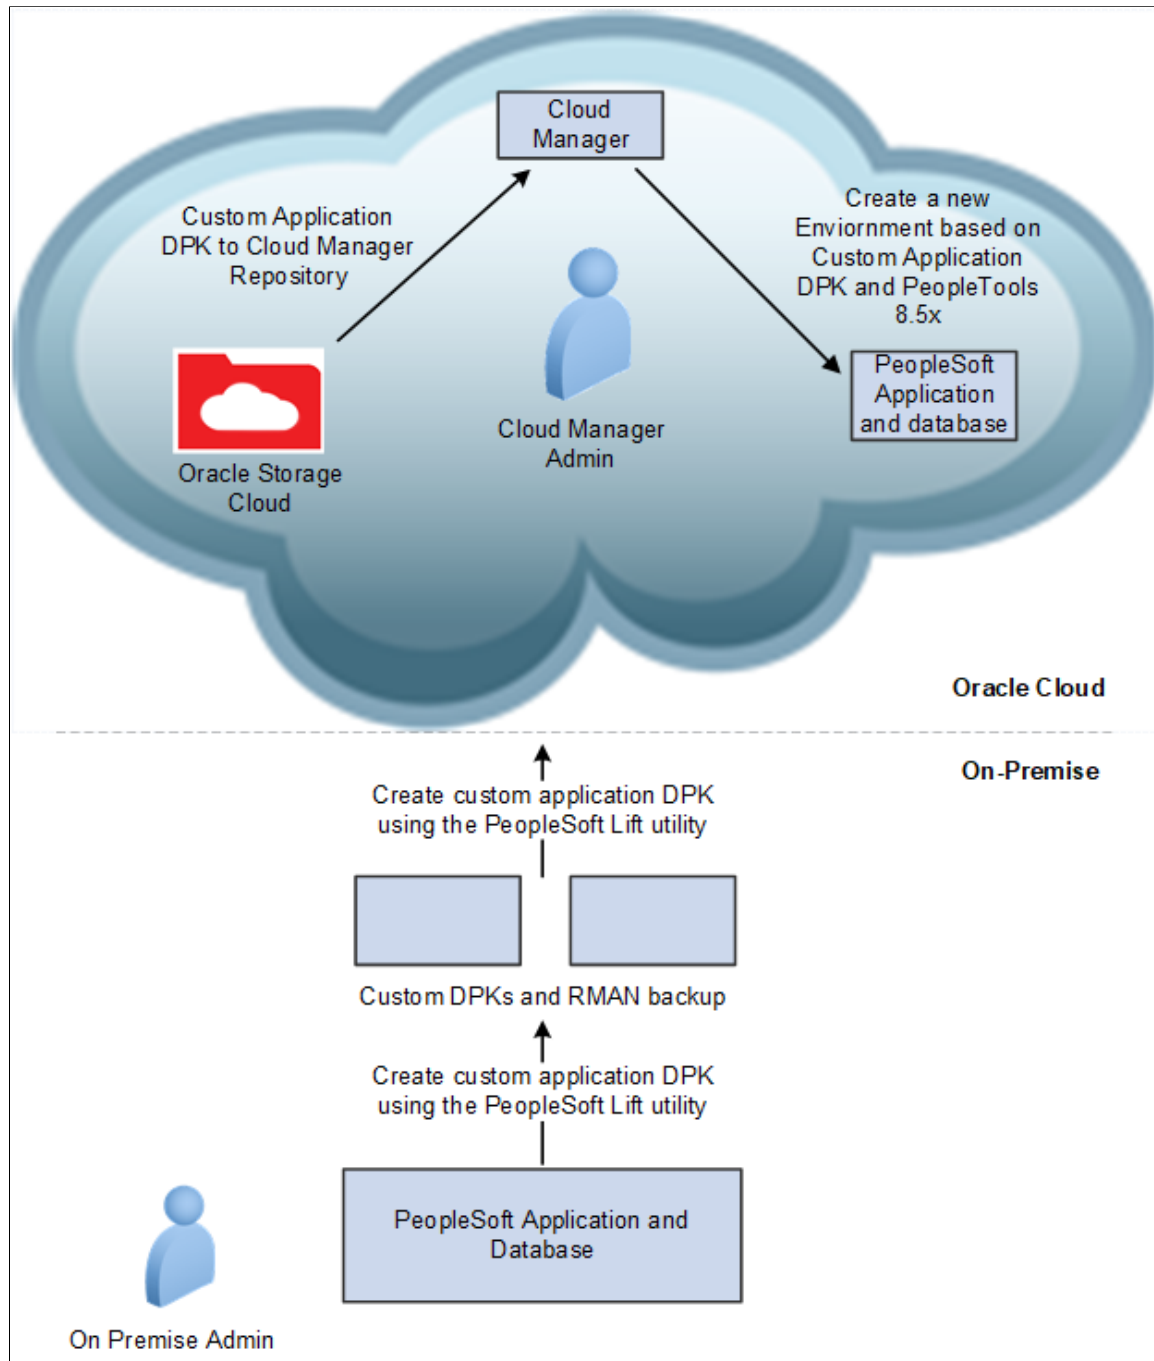 Cloud
Manager
Custom Application
DPK to Cloud Manager
Repository
Create a new
Enviornment based on
Custom Application
DPK and PeopleTools
8.5x
PeopleSoft
Application
and database
Cloud Manager
Admin
Oracle Storage
Cloud
Oracle Cloud
On-Premise
Create custom application DPK
using the PeopleSoft Lift utility
Custom DPKs and RMAN backup
Create custom application DPK
using the PeopleSoft Lift utility
PeopleSoft Application and
Database
On Premise Admin